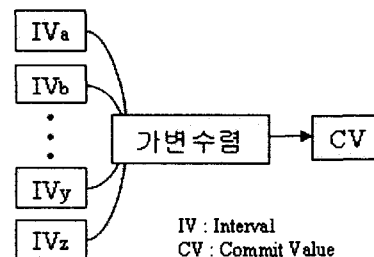 IVa
IVb
가변수렴
CV
IVy
IVz
IV : Interval
CV : Commit Value